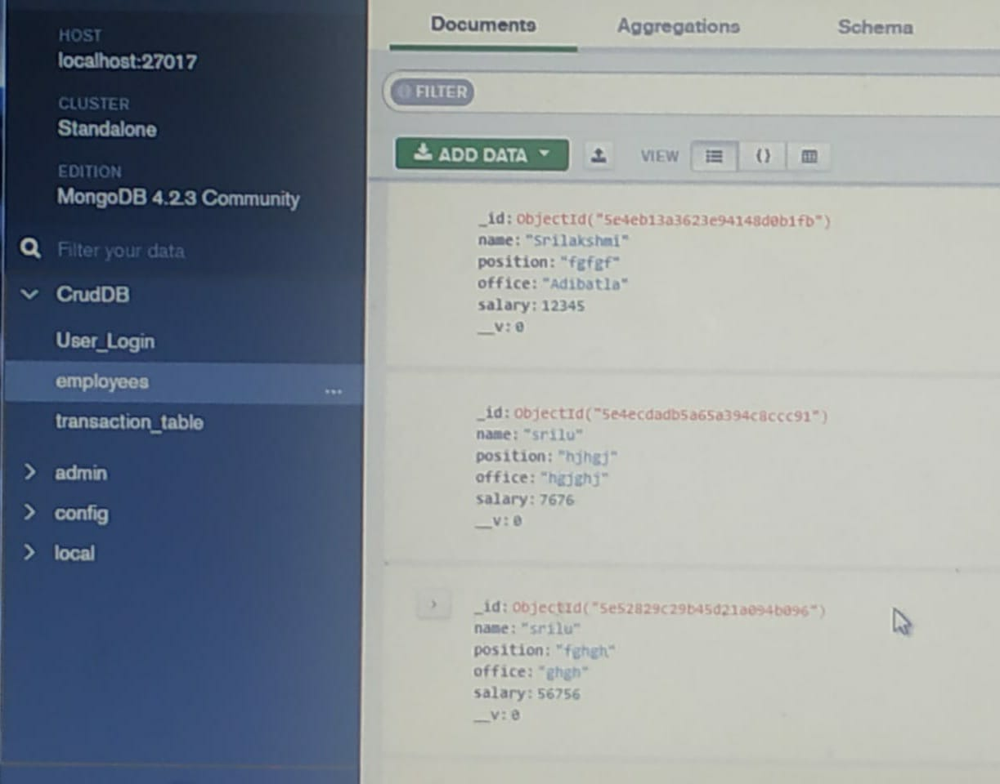 HOST
localhost:27017
CLUSTER
Standalone
EDITION
MongoDB 4.2.3 Community
Filter your data
CrudDB
User_Login
employees
...
transaction_table
admin
config
local
Documents Aggregations Schema
FILTER
ADD DATA VIEW {}
_id: ObjectId("5e4eb13a3623e94148d0b1fb")
name: "Srilakshmi"
position: "fgfgf"
office: "Adibatla"
salary: 12345
__v: 0
_id: ObjectId("5e4ecdadb5a65a394c8ccc91")
name: "srilu"
position: "hjhgj"
office: "hgjghj"
salary: 7676
__v: 0
_id: ObjectId("5e52829c29b45d21a094b096")
name: "srilu"
position: "fghgh"
office: "ghgh"
salary: 56756
__v: 0